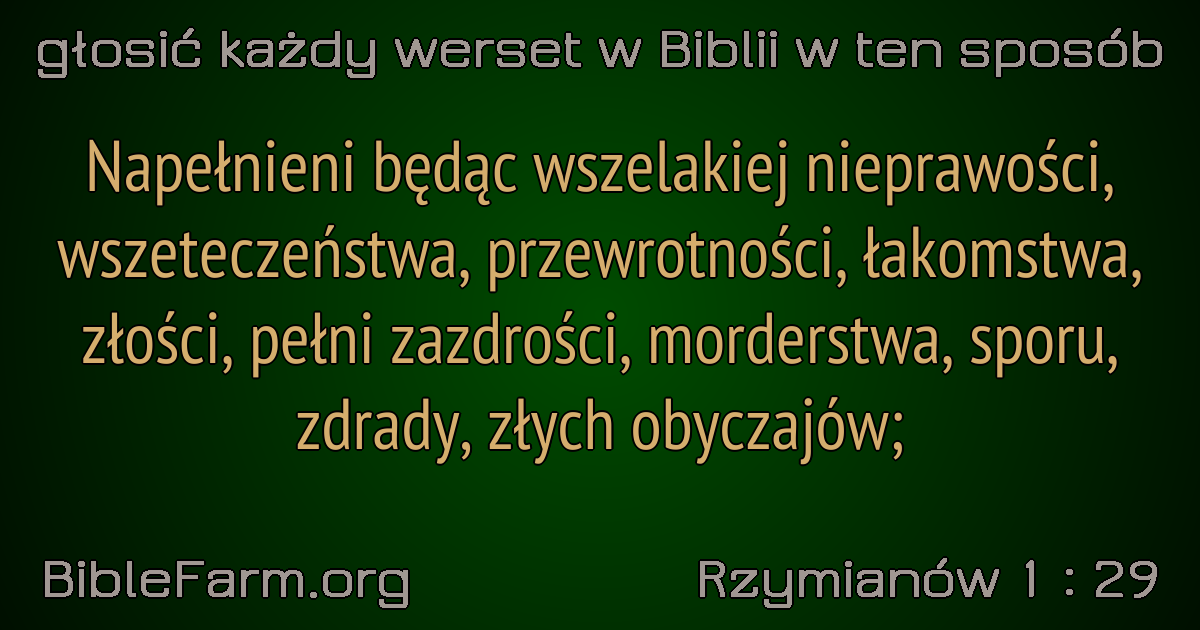 głosić każdy werset w Biblii w ten sposób
Napełnieni będąc wszelakiej nieprawości,
wszeteczeństwa, przewrotności, łakomstwa,
złości, pełni zazdrości, morderstwa, sporu,
zdrady, złych obyczajów;
BibleFarm.org
Rzymianów 1 : 29